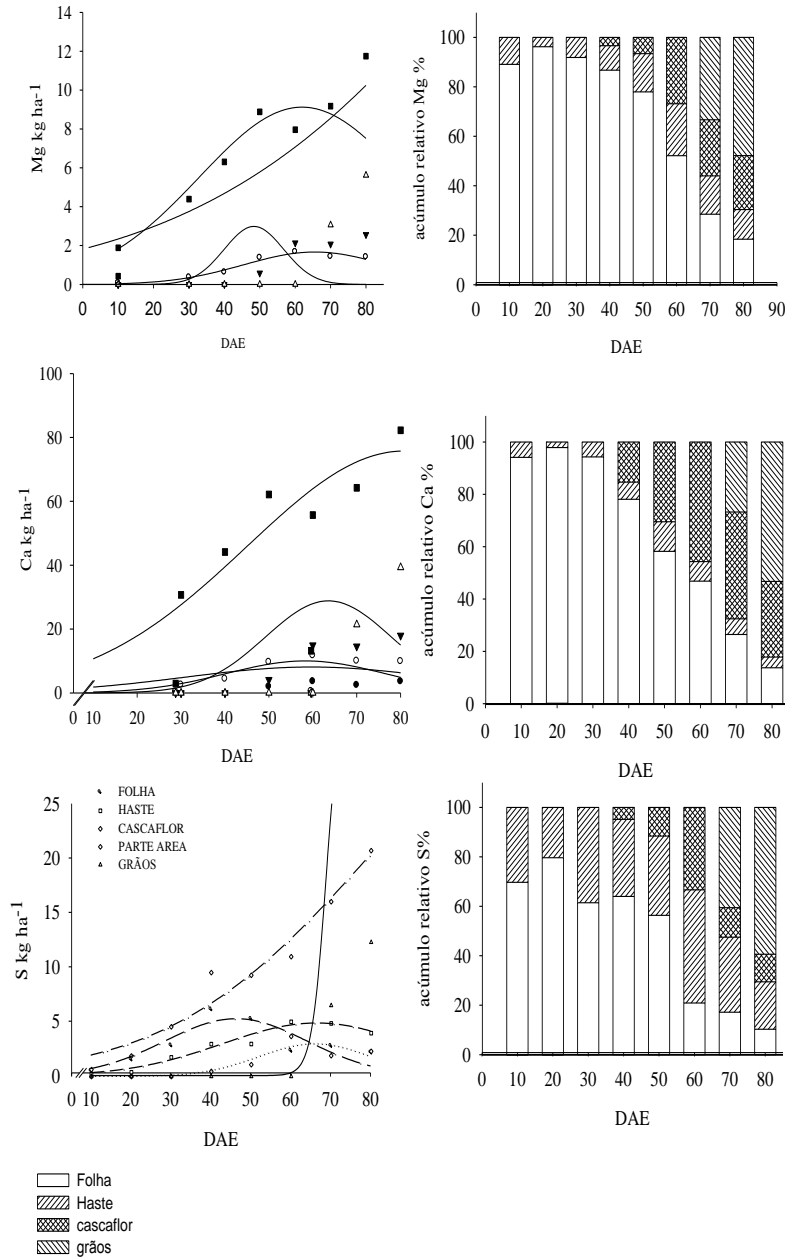 Mg kg ha-1
14
12
10
8
6
4
2
0
0 10 20 30 40 50 60 70 80
DAE
acúmulo relativo Mg %
100
80
60
40
20
0
0 10 20 30 40 50 60 70 80 90
DAE
Ca kg ha-1
100
80
60
40
20
0
10 20 30 40 50 60 70 80
DAE
acúmulo relativo Ca %
100
80
60
40
20
0
0 10 20 30 40 50 60 70 80
DAE
S kg ha-1
25
20
15
10
5
0
0 10 20 30 40 50 60 70 80
DAE
FOLHA
HASTE
CASCAFLOR
PARTE AREA
GRÃOS
acúmulo relativo S%
100
80
60
40
20
0
0 10 20 30 40 50 60 70 80
DAE
Folha
Haste
cascaflor
grãos